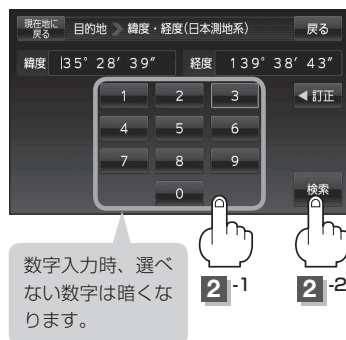 現在地に
戻る
目的地 緯度・経度(日本測地系)
戻る
緯度 35° 28′ 39″ 経度 139° 38′ 43″
1 2 3
◀訂正
4 5 6
7 8 9
0
検索
2 -1
2 -2
数字入力時、選べ
ない数字は暗くな
ります。